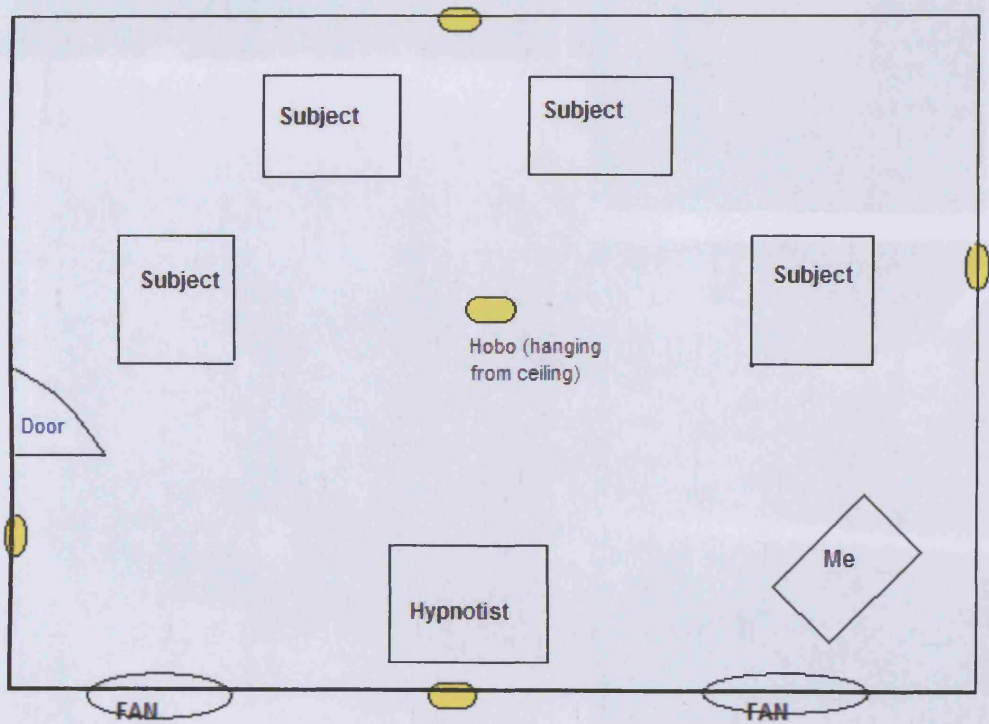 Subject
Subject
Subject
Subject
Hobo (hanging
from ceiling)
Door
Me
Hypnotist
FAN
FAN